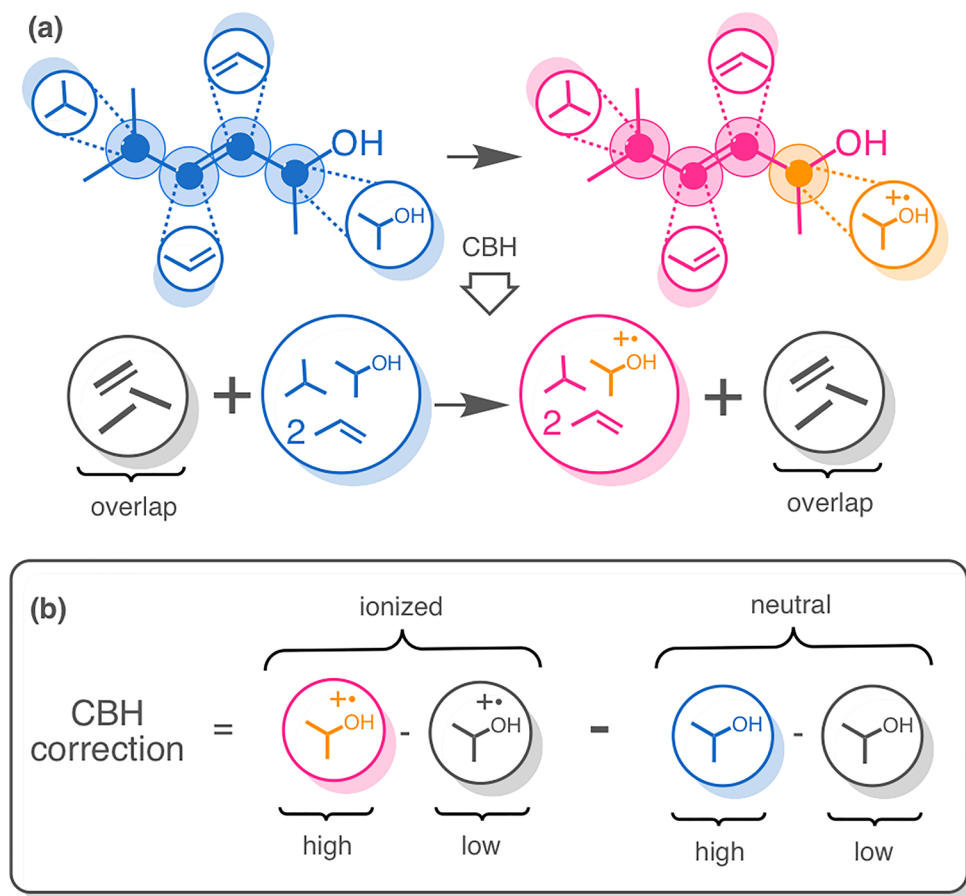 (a)
OH
OH
OH
+•
OH
CBH
+
OH
2
+•
OH
2
+
overlap
overlap
(b)
ionized
neutral
CBH
correction
=
+•
OH
-
+•
OH
-
OH
-
OH
high
low
high
low